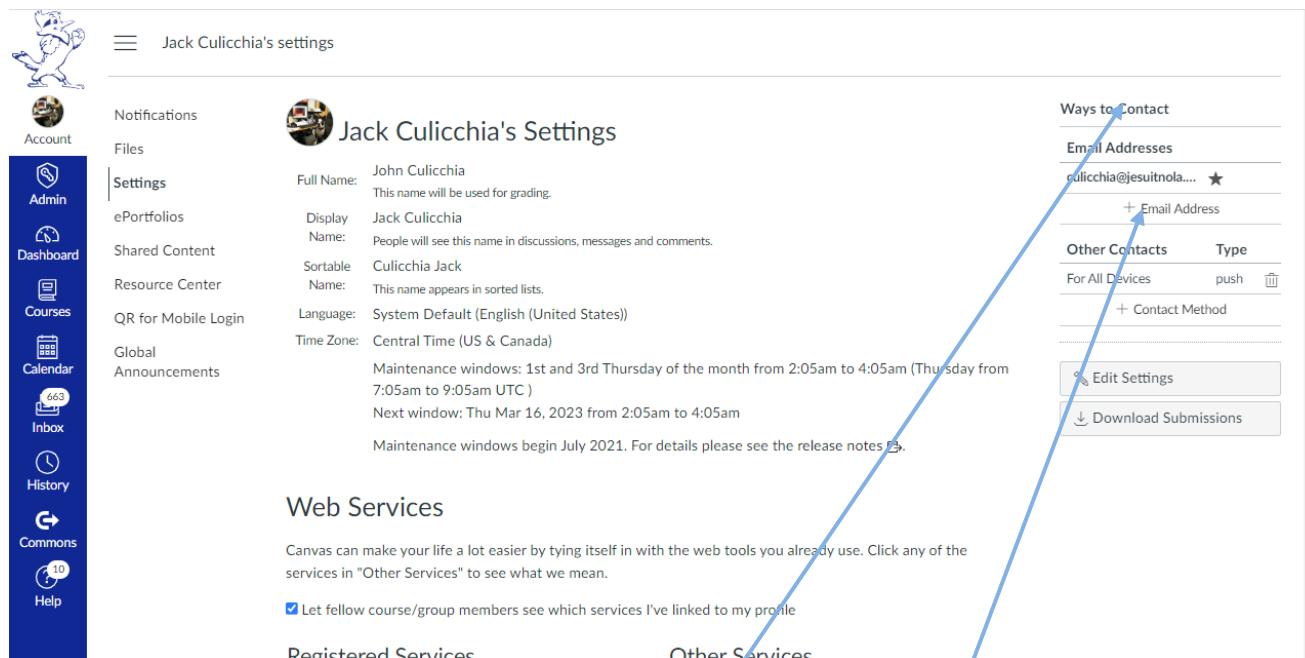 Jack Culicchia's settings
Account
Admin
Dashboard
Courses
Calendar
663
Inbox
History
Commons
10
Help
Notifications
Files
Settings
ePortfolios
Shared Content
Resource Center
QR for Mobile Login
Global
Announcements
Jack Culicchia's Settings
Full Name: John Culicchia
This name will be used for grading.
Display Jack Culicchia
Name: People will see this name in discussions, messages and comments.
Sortable Culicchia Jack
Name: This name appears in sorted lists.
Language: System Default (English (United States))
Time Zone: Central Time (US & Canada)
Maintenance windows: 1st and 3rd Thursday of the month from 2:05am to 4:05am (Thursday from
7:05am to 9:05am UTC )
Next window: Thu Mar 16, 2023 from 2:05am to 4:05am
Maintenance windows begin July 2021. For details please see the release notes .
Web Services
Canvas can make your life a lot easier by tying itself in with the web tools you already use. Click any of the
services in "Other Services" to see what we mean.
Let fellow course/group members see which services I've linked to my profile
Registered Services Other Services
Ways to Contact
Email Addresses
culicchia@jesuitnola.... ★
+ Email Address
Other Contacts Type
For All Devices push
+ Contact Method
Edit Settings
Download Submissions